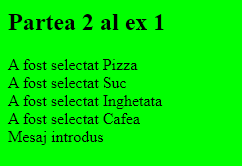 Partea 2 al ex 1
A fost selectat Pizza
A fost selectat Suc
A fost selectat Inghetata
A fost selectat Cafea
Mesaj introdus